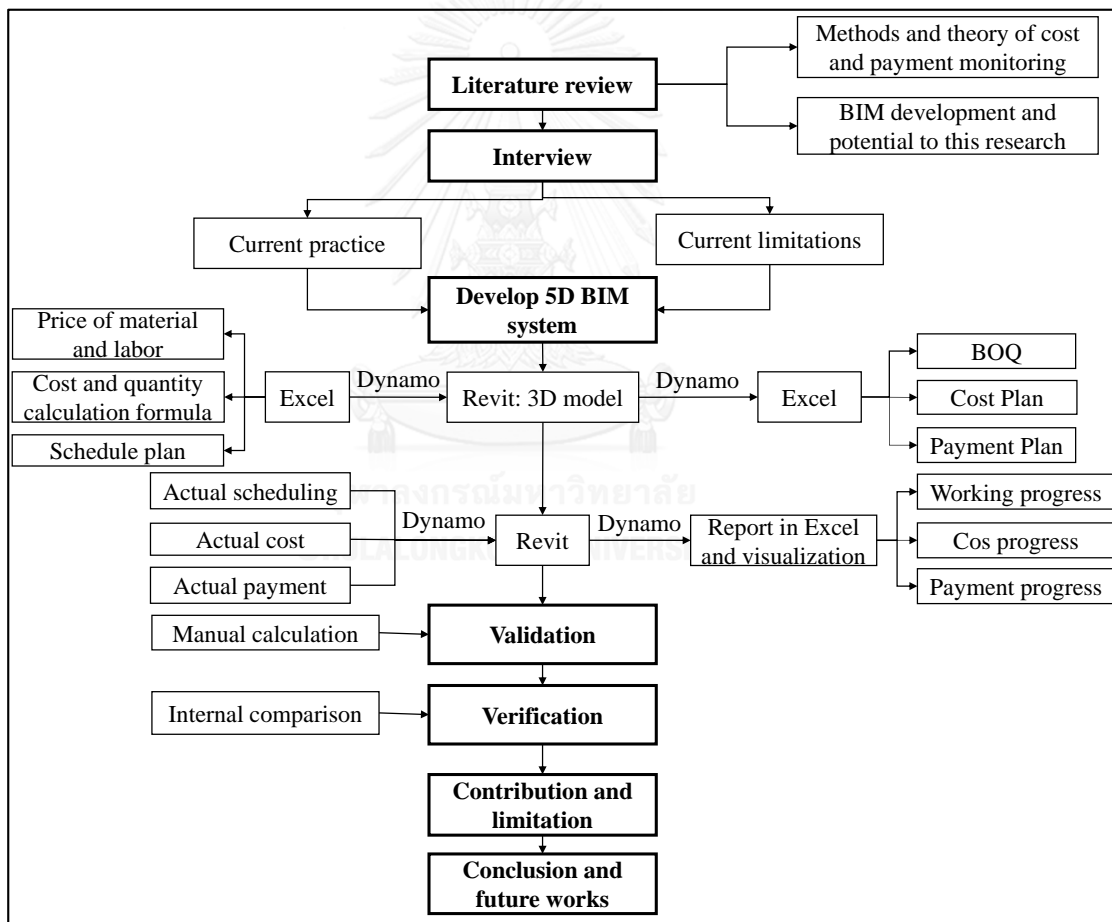 Methods and theory of cost
and payment monitoring
Literature review
BIM development and
potential to this research
Interview
Current practice
Current limitations
Develop 5D BIM
system
Price of material
and labor
Cost and quantity
calculation formula
Schedule plan
Excel
Dynamo
Revit: 3D model
Dynamo
Excel
BOQ
Cost Plan
Payment Plan
Actual scheduling
Actual cost
Actual payment
Dynamo
Revit
Dynamo
Report in Excel
and visualization
Working progress
Cos progress
Payment progress
Manual calculation
Validation
Internal comparison
Verification
Contribution and
limitation
Conclusion and
future works